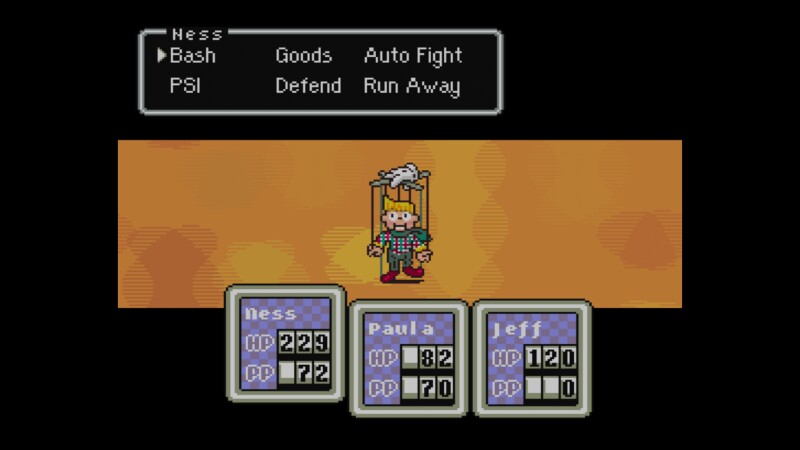 Ness
Bash Goods Auto Fight
PSI Defend Run Away
Ness
HP 229
PP 72
Paula
HP 82
PP 70
Jeff
HP 120
PP 0